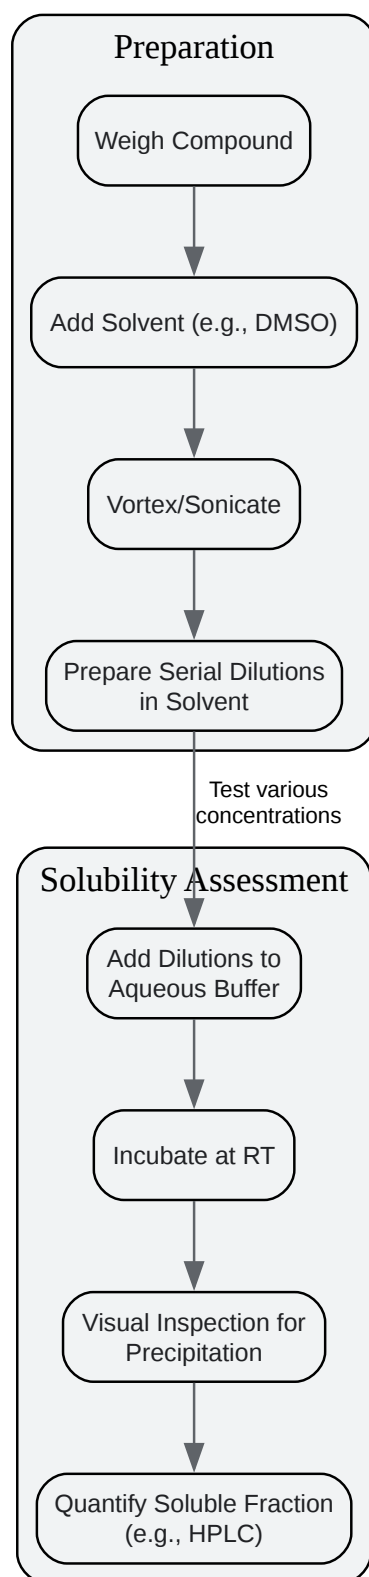 Preparation
Weigh Compound
Add Solvent (e.g., DMSO)
Vortex/Sonicate
Prepare Serial Dilutions
in Solvent
Test various
concentrations
Solubility Assessment
Add Dilutions to
Aqueous Buffer
Incubate at RT
Visual Inspection for
Precipitation
Quantify Soluble Fraction
(e.g., HPLC)